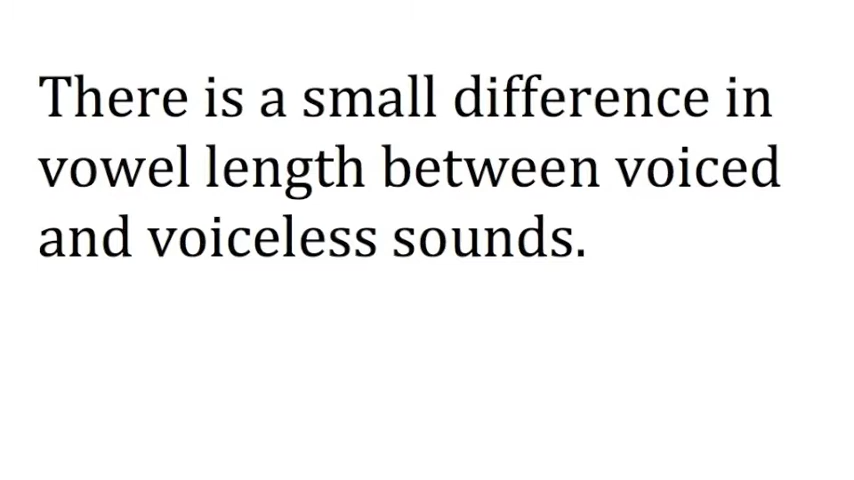 There is a small difference in
vowel length between voiced
and voiceless sounds.